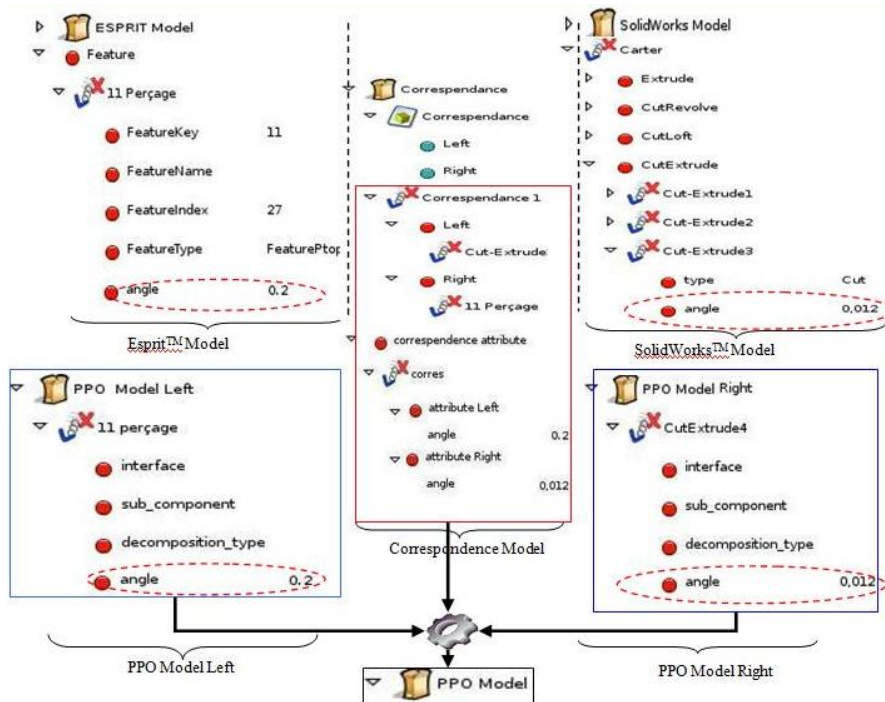 ESPRIT Model
Feature
11 Perçage
FeatureKey 11
FeatureName
FeatureIndex 27
FeatureType FeaturePtop
angle 0.2
Esprit™ Model
Correspendance
Correspendance
Left
Right
Correspondance 1
Left
Cut-Extrude
Right
11 Perçage
correspondence attribute
corres
attribute Left
angle 0.2
attribute Right
angle 0,012
Correspondence Model
SolidWorks Model
Carter
Extrude
CutRevolve
CutLoft
CutExtrude
Cut-Extrude1
Cut-Extrude2
Cut-Extrude3
type Cut
angle 0,012
SolidWorks™ Model
PPO Model Left
11 perçage
interface
sub_component
decomposition_type
angle 0.2
PPO Model Left
PPO Model Right
CutExtrude4
interface
sub_component
decomposition_type
angle 0,012
PPO Model Right
PPO Model